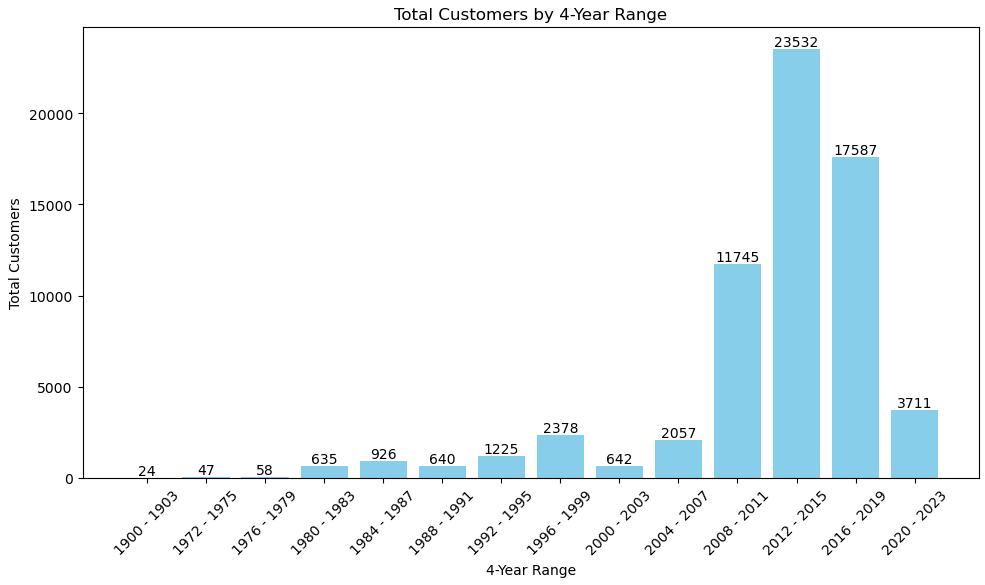 Total Customers by 4-Year Range
Total Customers
20000
15000
10000
5000
0
24
47
58
635
926
640
1225
2378
642
2057
11745
23532
17587
3711
1900 - 1903
1972 - 1975
1976 - 1979
1980 - 1983
1984 - 1987
1988 - 1991
1992 - 1995
1996 - 1999
2000 - 2003
2004 - 2007
2008 - 2011
2012 - 2015
2016 - 2019
2020 - 2023
4-Year Range